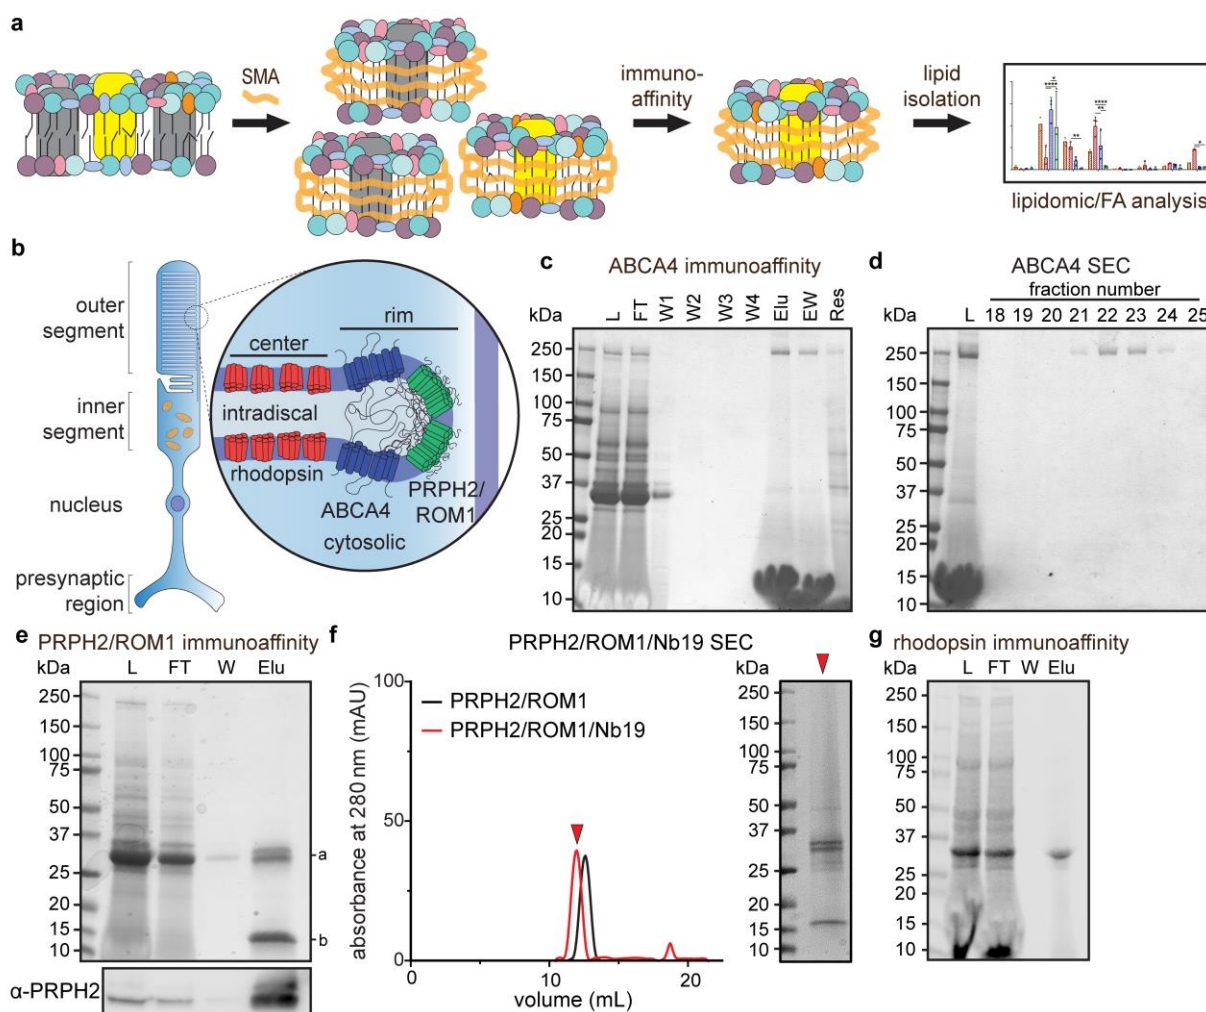 a
SMA
immuno-
affinity
lipid
isolation
lipidomic/FA analysis
b
outer
segment
inner
segment
nucleus
presynaptic
region
center
rim
intradiscal
rhodopsin
ABCA4
PRPH2/
ROM1
cytosolic
c ABCA4 immunoaffinity
kDa L FT W1 W2 W3 W4 Elu EW Res
250
150
100
75
50
37
25
20
15
10
d ABCA4 SEC
fraction number
kDa L 18 19 20 21 22 23 24 25
250
150
100
75
50
37
25
20
15
10
e PRPH2/ROM1 immunoaffinity
kDa L FT W Elu
250
150
100
75
50
37
25
20
15
10
a
b
α-PRPH2
f PRPH2/ROM1/Nb19 SEC
absorbance at 280 nm (mAU)
100
50
0
PRPH2/ROM1
PRPH2/ROM1/Nb19
10 20
volume (mL)
kDa
250
150
100
75
50
37
25
20
15
10
g rhodopsin immunoaffinity
kDa L FT W Elu
250
150
100
75
50
37
25
20
15
10